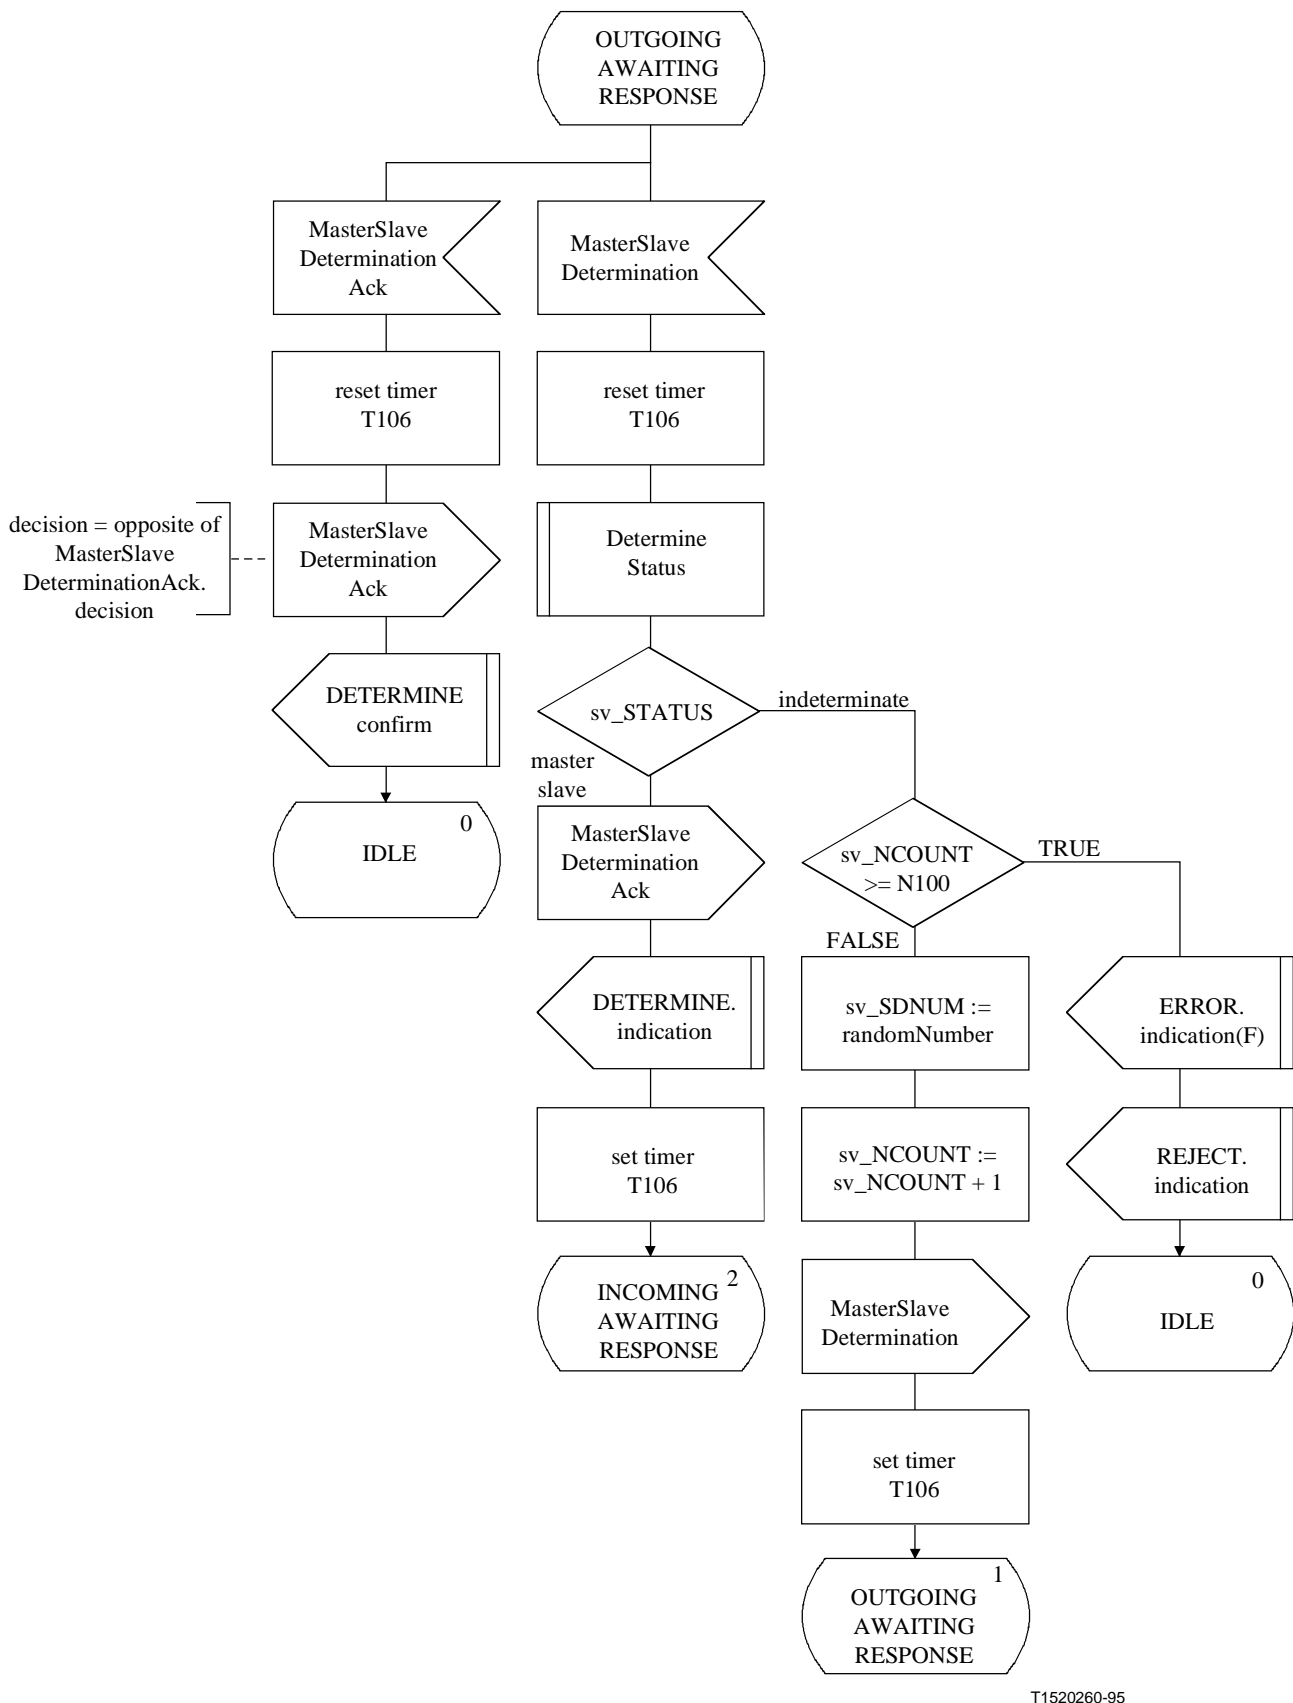 OUTGOING
AWAITING
RESPONSE
MasterSlave
Determination
Ack
MasterSlave
Determination
reset timer
T106
reset timer
T106
decision = opposite of
MasterSlave
DeterminationAck.
decision
MasterSlave
Determination
Ack
Determine
Status
DETERMINE
confirm
sv_STATUS
indeterminate
master
slave
0
IDLE
MasterSlave
Determination
Ack
sv_NCOUNT
>= N100
TRUE
FALSE
DETERMINE.
indication
sv_SDNUM :=
randomNumber
ERROR.
indication(F)
set timer
T106
sv_NCOUNT :=
sv_NCOUNT + 1
REJECT.
indication
2
INCOMING
AWAITING
RESPONSE
MasterSlave
Determination
0
IDLE
set timer
T106
1
OUTGOING
AWAITING
RESPONSE
T1520260-95